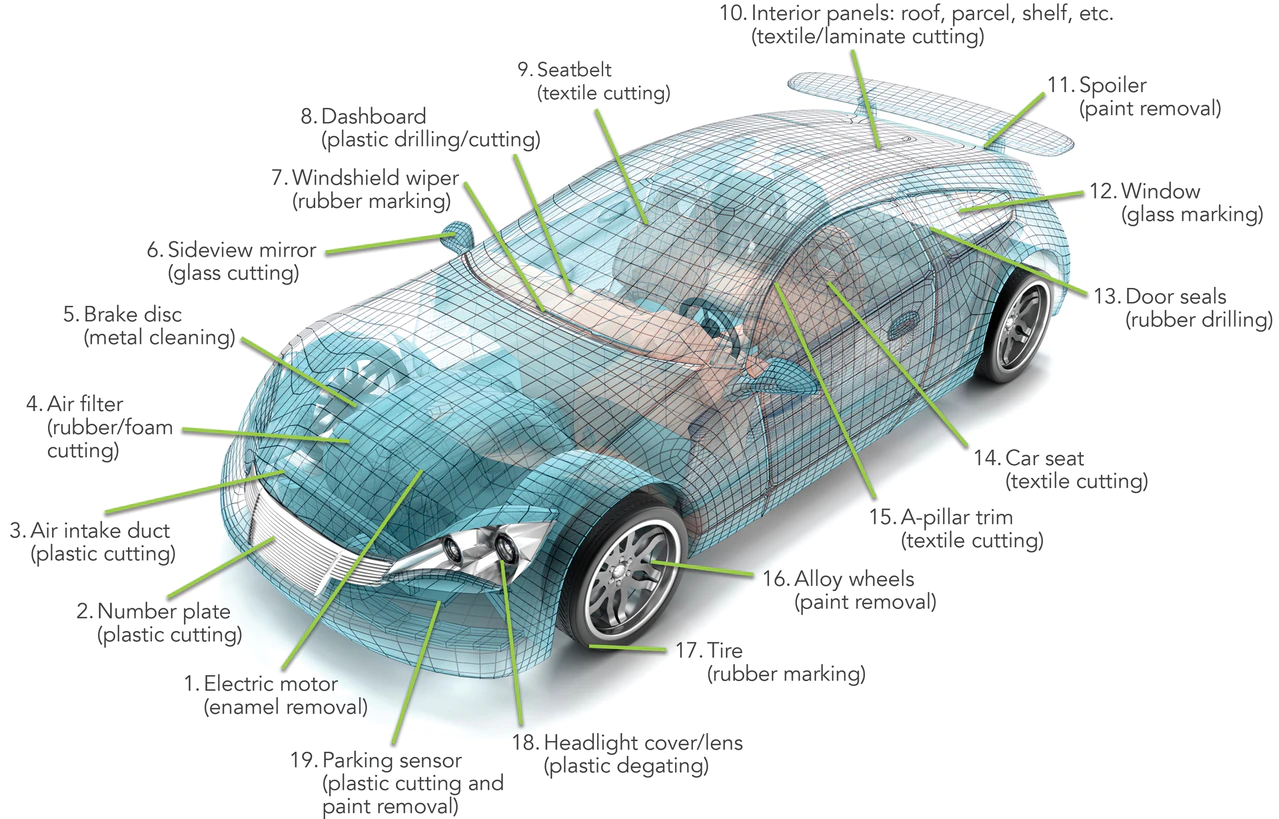 10. Interior panels: roof, parcel, shelf, etc.
(textile/laminate cutting)
9. Seatbelt
(textile cutting)
11. Spoiler
(paint removal)
8. Dashboard
(plastic drilling/cutting)
7. Windshield wiper
(rubber marking)
12. Window
(glass marking)
6. Sideview mirror
(glass cutting)
13. Door seals
(rubber drilling)
5. Brake disc
(metal cleaning)
4. Air filter
(rubber/foam
cutting)
14. Car seat
(textile cutting)
3. Air intake duct
(plastic cutting)
15. A-pillar trim
(textile cutting)
16. Alloy wheels
(paint removal)
2. Number plate
(plastic cutting)
17. Tire
(rubber marking)
1. Electric motor
(enamel removal)
18. Headlight cover/lens
(plastic degating)
19. Parking sensor
(plastic cutting and
paint removal)